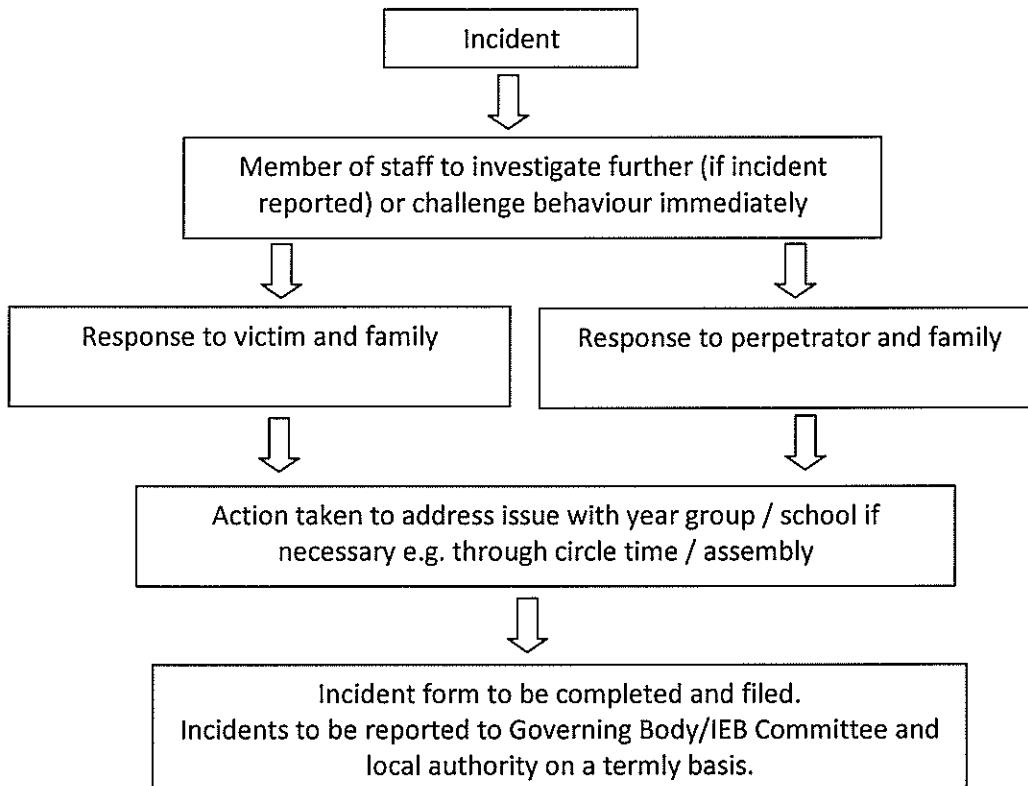 Incident
Member of staff to investigate further (if incident
reported) or challenge behaviour immediately
Response to victim and family
Response to perpetrator and family
Action taken to address issue with year group / school if
necessary e.g. through circle time / assembly
Incident form to be completed and filed.
Incidents to be reported to Governing Body/IEB Committee and
local authority on a termly basis.